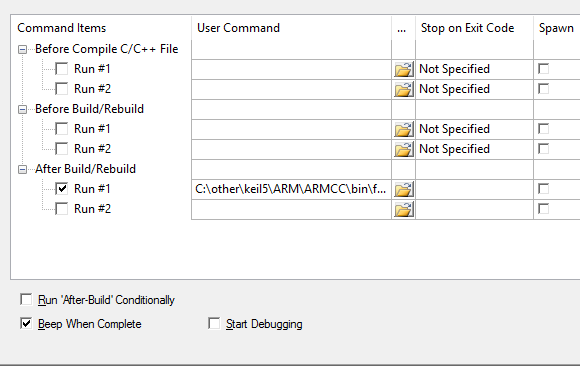 Command Items User Command ... Stop on Exit Code Spawn
Before Compile C/C++ File
Run #1 Not Specified
Run #2 Not Specified
Before Build/Rebuild
Run #1 Not Specified
Run #2 Not Specified
After Build/Rebuild
Run #1 C:\other\keil5\ARM\ARMCC\bin\f...
Run #2
Run 'After-Build' Conditionally
Beep When Complete Start Debugging